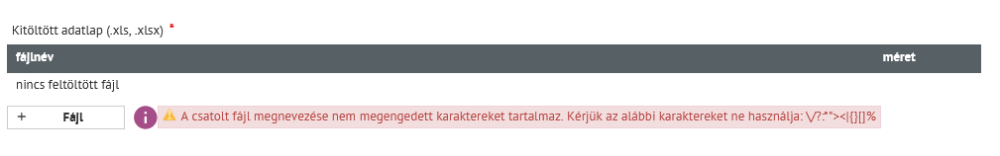 Kitöltött adatlap (.xls, .xlsx) *
fájlnév méret
nincs feltöltött fájl
+ Fájl
A csatolt fájl megnevezése nem megengedett karaktereket tartalmaz. Kérjük az alábbi karaktereket ne használja: \/?:*"><|{}[]%